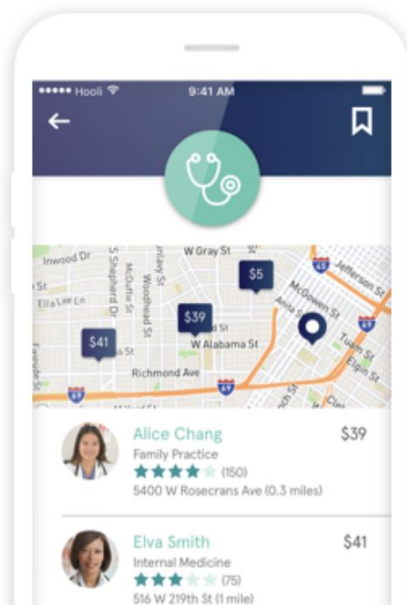 Hooli
9:41 AM
W Gray St
Inwood Dr
S Shepherd Dr
McDuffie St
Woodhead St
$5
45
Jefferson St
McGowen St
Ella Lee Ln
$39
Anita St
69
$41
W Alabama St
Tuam St
Elgin St
Richmond Ave
69
69
Alice Chang
$39
Family Practice
(150)
5400 W Rosecrans Ave (0.3 miles)
Elva Smith
$41
Internal Medicine
(75)
516 W 219th St (1 mile)